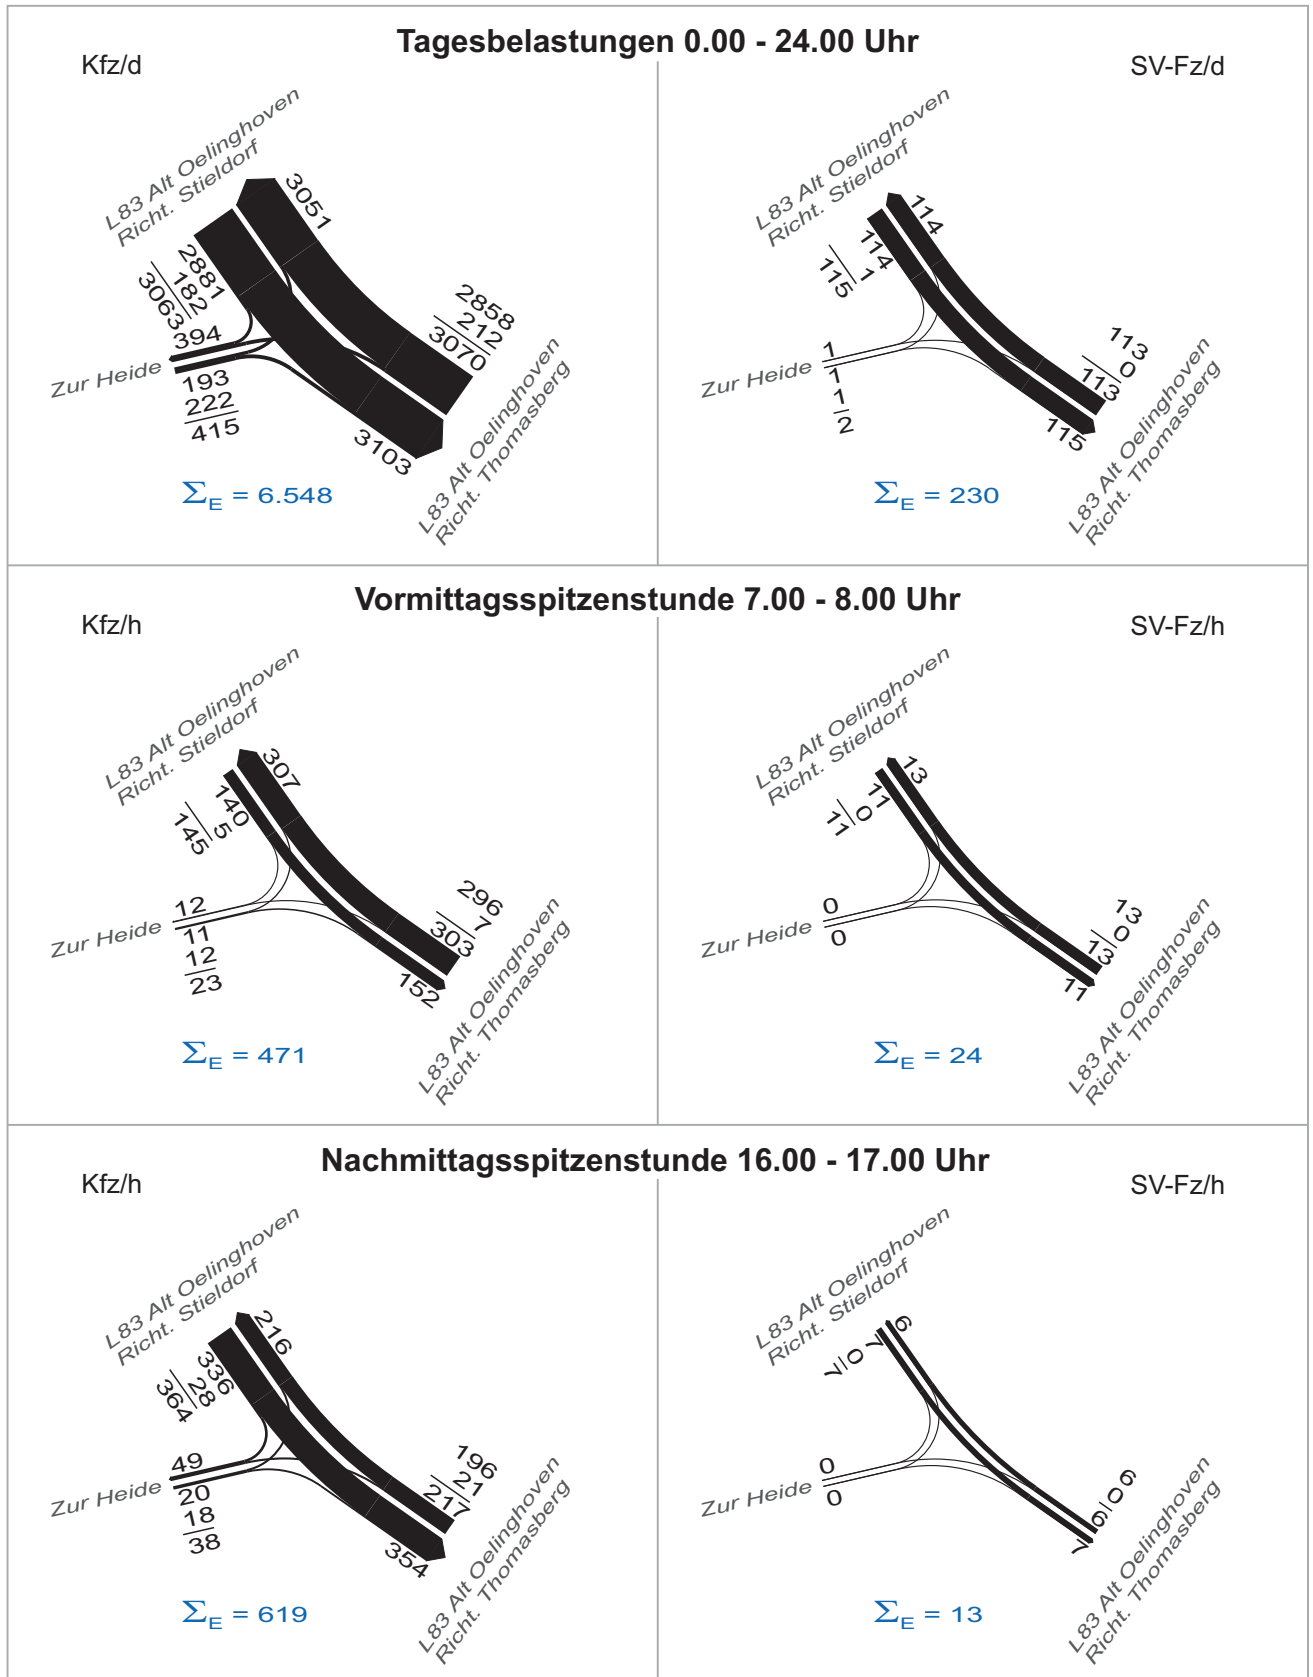 Tagesbelastungen 0.00 - 24.00 Uhr
Kfz/d
L83 Alt Oelinghoven
Richt. Stieldorf
3051
2881
182
3063
394
Zur Heide
193
222
415
2858
212
3070
3103
L83 Alt Oelinghoven
Richt. Thomasberg
ΣE = 6.548
SV-Fz/d
L83 Alt Oelinghoven
Richt. Stieldorf
114
114
1
115
1
Zur Heide
1
1
2
113
0
113
115
L83 Alt Oelinghoven
Richt. Thomasberg
ΣE = 230
Vormittagsspitzenstunde 7.00 - 8.00 Uhr
Kfz/h
L83 Alt Oelinghoven
Richt. Stieldorf
307
140
5
145
12
Zur Heide
11
12
23
296
7
303
152
L83 Alt Oelinghoven
Richt. Thomasberg
ΣE = 471
SV-Fz/h
L83 Alt Oelinghoven
Richt. Stieldorf
13
11
0
11
0
Zur Heide
0
13
0
13
11
L83 Alt Oelinghoven
Richt. Thomasberg
ΣE = 24
Nachmittagsspitzenstunde 16.00 - 17.00 Uhr
Kfz/h
L83 Alt Oelinghoven
Richt. Stieldorf
216
336
28
364
49
Zur Heide
20
18
38
196
21
217
354
L83 Alt Oelinghoven
Richt. Thomasberg
ΣE = 619
SV-Fz/h
L83 Alt Oelinghoven
Richt. Stieldorf
6
7
0
7
0
Zur Heide
0
6
0
6
7
L83 Alt Oelinghoven
Richt. Thomasberg
ΣE = 13